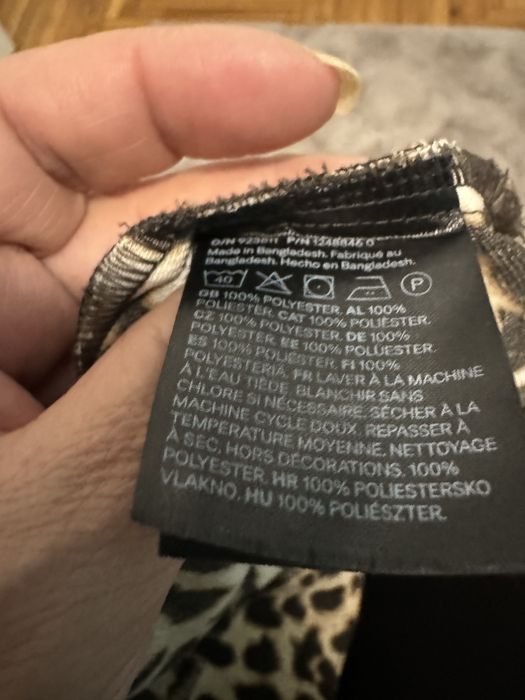 O/N 923611 P/N 1248846 0
Made in Bangladesh. Fabriqué au
Bangladesh. Hecho en Bangladesh.
40 P
GB 100% POLYESTER. AL 100%
POLIESTER. CAT 100% POLIÈSTER.
CZ 100% POLYESTER. DE 100%
POLYESTER. EE 100% POLÜESTER.
ES 100% POLIÉSTER. FI 100%
POLYESTERIA. FR LAVER À LA MACHINE
À L'EAU TIÈDE. BLANCHIR SANS
CHLORE SI NÉCESSAIRE. SÉCHER À LA
MACHINE CYCLE DOUX. REPASSER À
TEMPÉRATURE MOYENNE. NETTOYAGE
À SEC, HORS DÉCORATIONS. 100%
POLYESTER. HR 100% POLIESTERSKO
VLAKNO. HU 100% POLIÉSZTER.